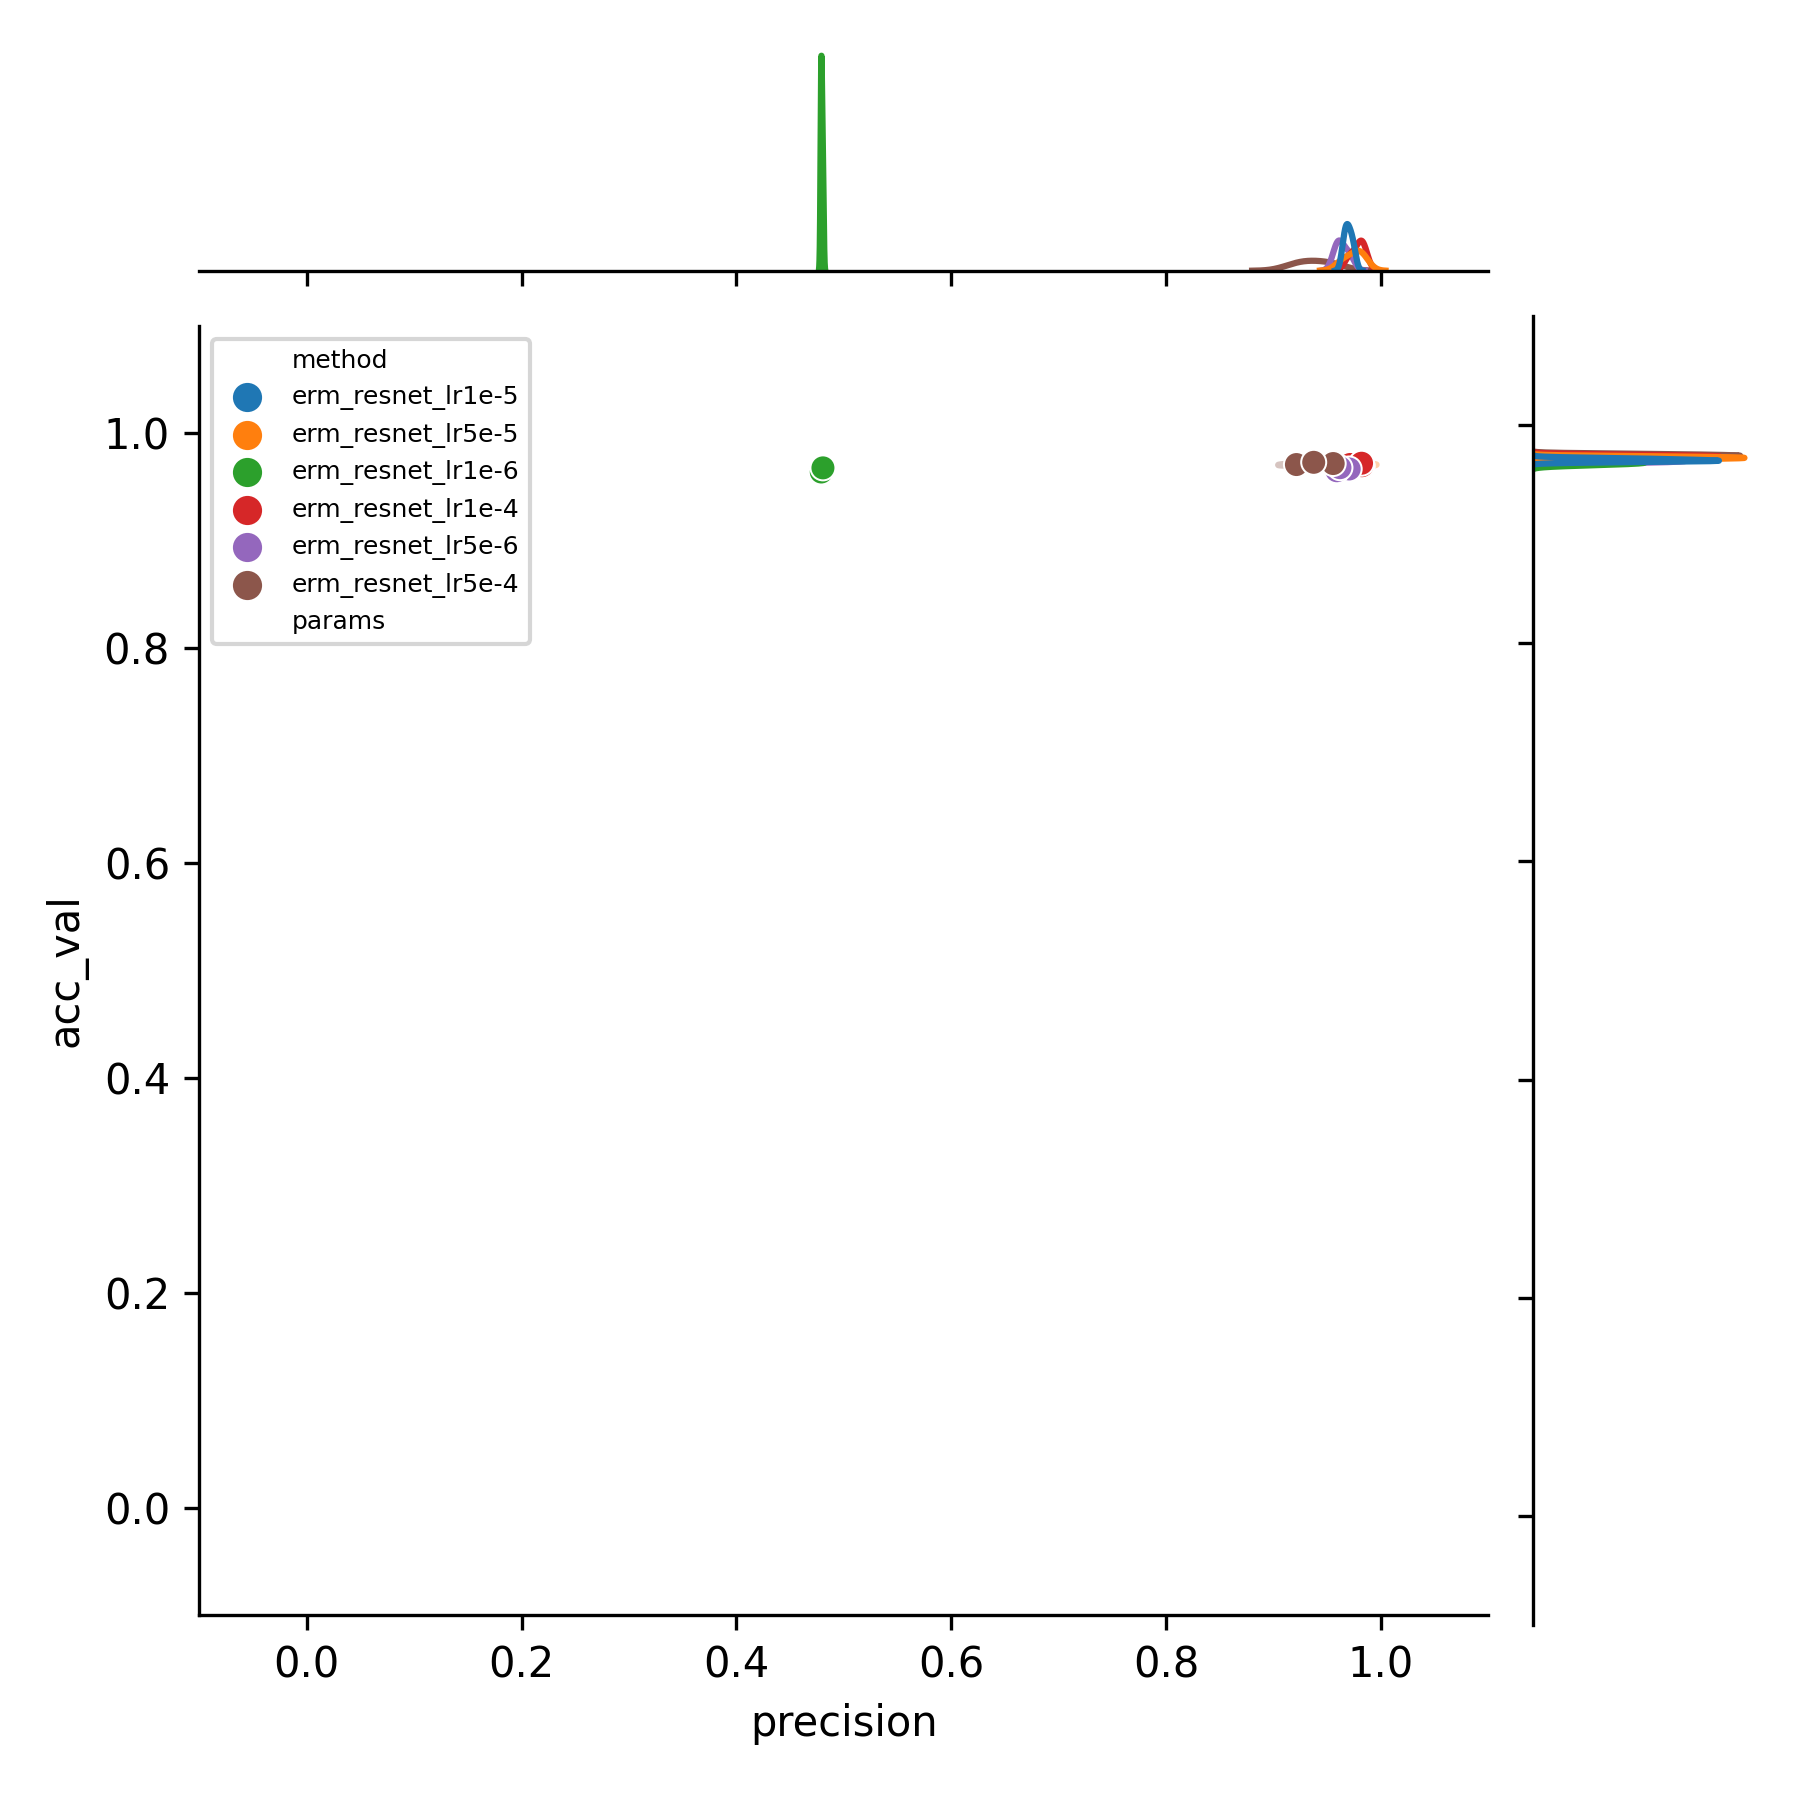 method
erm_resnet_lr1e-5
erm_resnet_lr5e-5
erm_resnet_lr1e-6
erm_resnet_lr1e-4
erm_resnet_lr5e-6
erm_resnet_lr5e-4
params
1.0
0.8
0.6
0.4
0.2
0.0
acc_val
0.0 0.2 0.4 0.6 0.8 1.0
precision